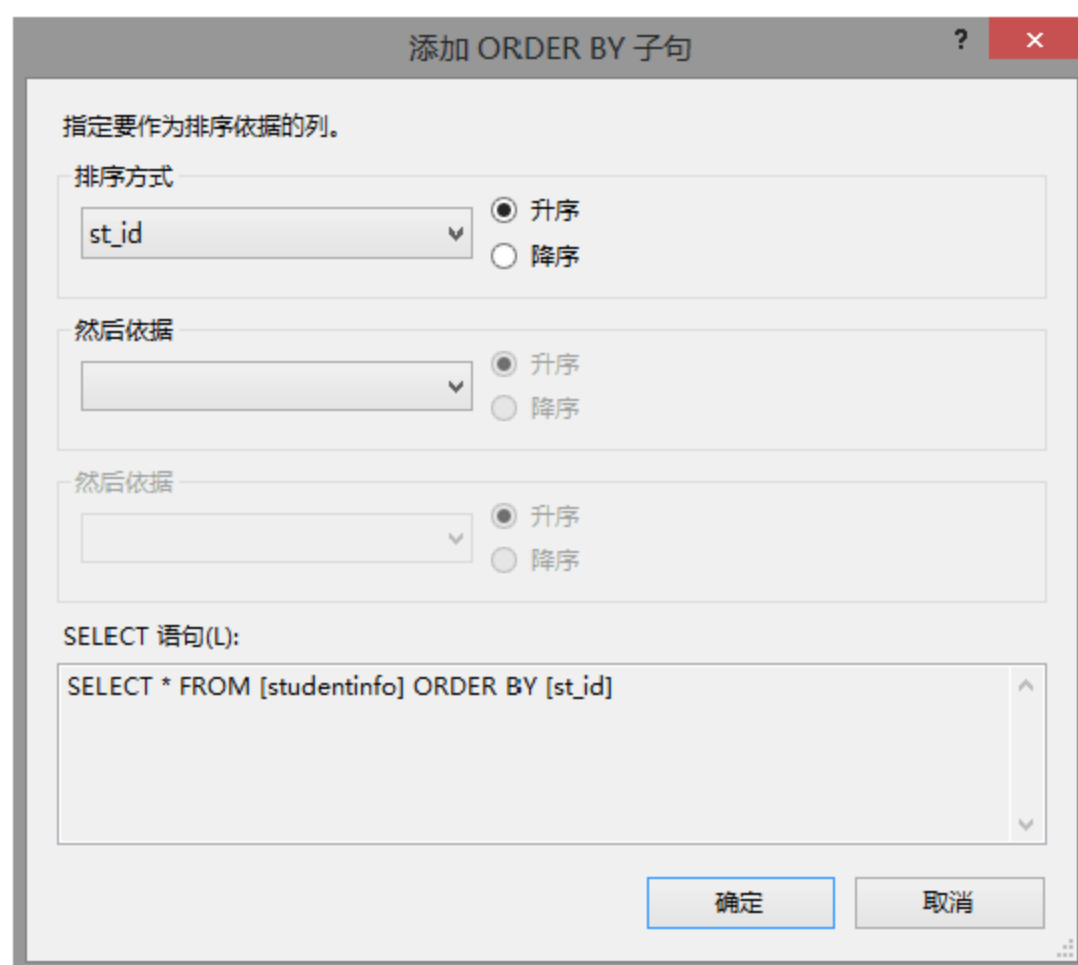 添加 ORDER BY 子句
?
指定要作为排序依据的列。
排序方式
st_id
升序
降序
然后依据
升序
降序
然后依据
升序
降序
SELECT 语句(L):
SELECT * FROM [studentinfo] ORDER BY [st_id]
确定
取消